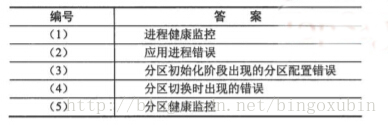 编号 答案
(1) 进程健康监控
(2) 应用进程错误
(3) 分区初始化阶段出现的分区配置错误
(4) 分区切换时出现的错误
(5) 分区健康监控
http://b .net/bingoxubin